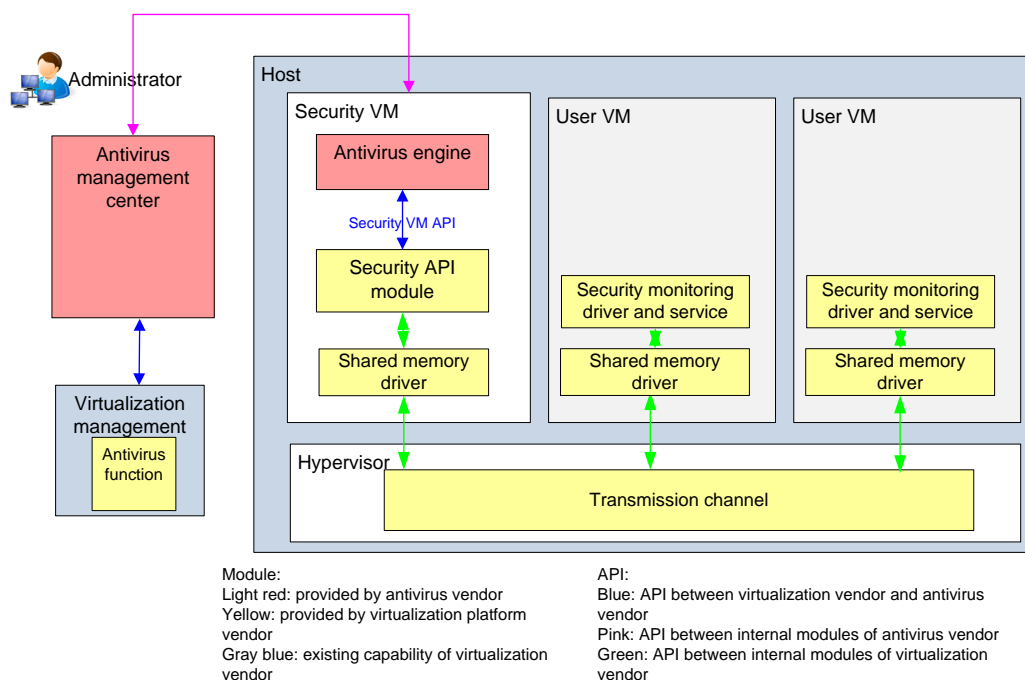 Administrator
Antivirus
management
center
Virtualization
management
Antivirus
function
Host
Security VM
Antivirus engine
Security VM API
Security API
module
Shared memory
driver
User VM
Security monitoring
driver and service
Shared memory
driver
User VM
Security monitoring
driver and service
Shared memory
driver
Hypervisor
Transmission channel
Module:
Light red: provided by antivirus vendor
Yellow: provided by virtualization platform
vendor
Gray blue: existing capability of virtualization
vendor
API:
Blue: API between virtualization vendor and antivirus
vendor
Pink: API between internal modules of antivirus vendor
Green: API between internal modules of virtualization
vendor